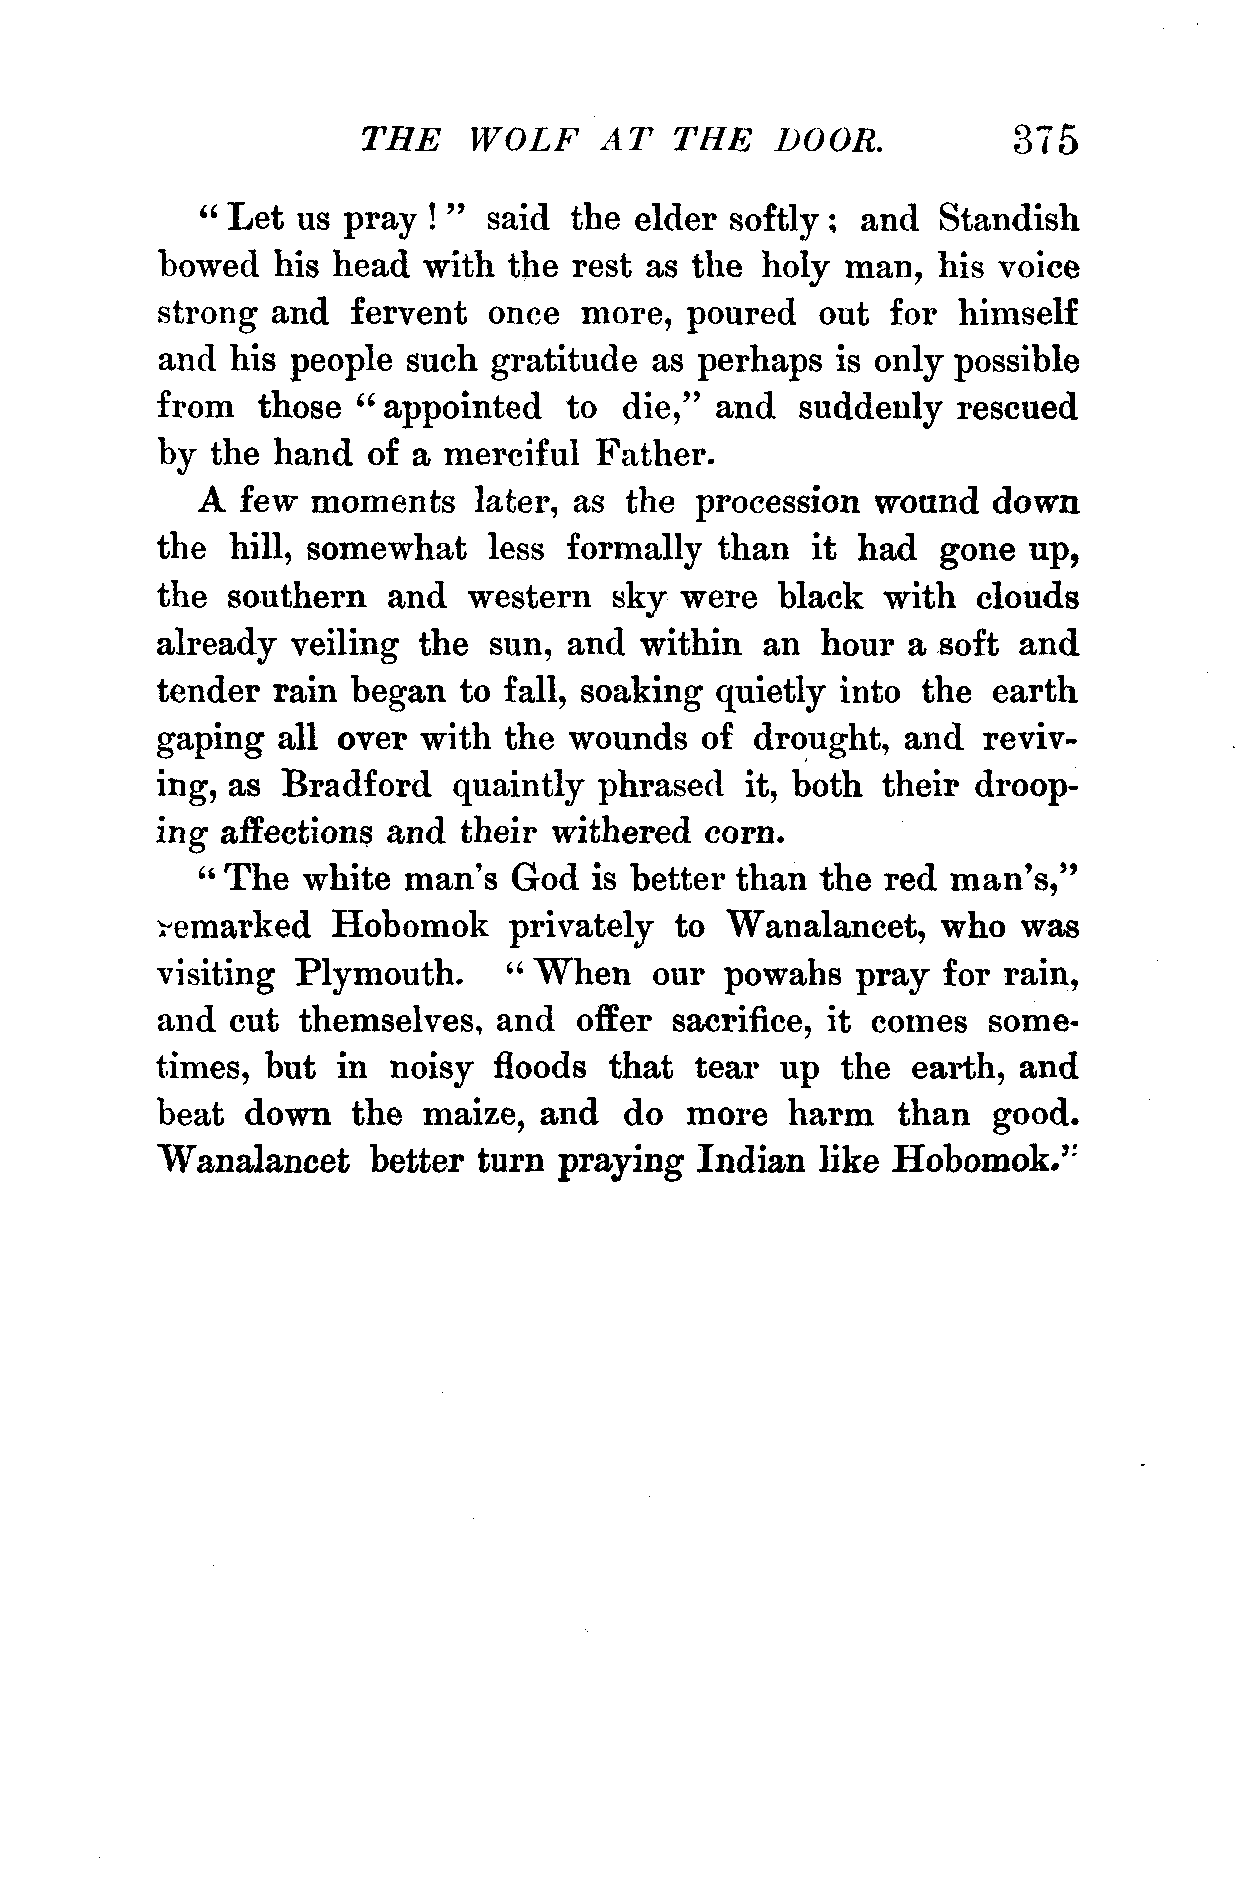 THE WOLF AT THE DOOR. 375
" Let us pray ! " said the elder softly ; and Standish
bowed his head with the rest as the holy man, his voice
strong and fervent once more, poured out for himself
and his people such gratitude as perhaps is only possible
from those " appointed to die," and suddenly rescued
by the hand of a merciful Father.
A few moments later, as the procession wound down
the hill, somewhat less formally than it had gone up,
the southern and western sky were black with clouds
already veiling the sun, and within an hour a soft and
tender rain began to fall, soaking quietly into the earth
gaping all over with the wounds of drought, and reviv-
ing, as Bradford quaintly phrased it, both their droop-
ing affections and their withered corn.
" The white man's God is better than the red man's,"
remarked Hobomok privately to Wanalancet, who was
visiting Plymouth. " When our powahs pray for rain,
and cut themselves, and offer sacrifice, it comes some-
times, but in noisy floods that tear up the earth, and
beat down the maize, and do more harm than good.
Wanalancet better turn praying Indian like Hobomok."